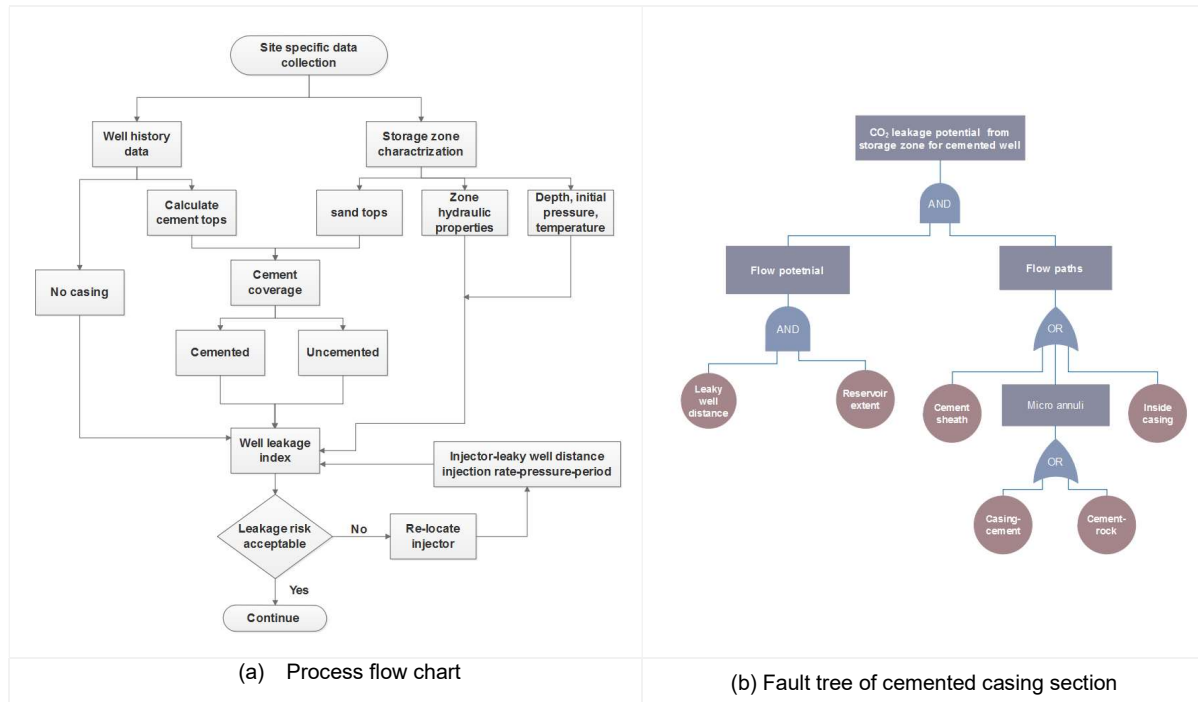 Site specific data
collection
Well history
data
Storage zone
charctrization
Calculate
cement tops
sand tops
Zone
hydraulic
properties
Depth, initial
pressure,
temperature
No casing
Cement
coverage
Cemented
Uncemented
Well leakage
index
Injector-leaky well distance
injection rate-pressure-period
Leakage risk
acceptable
No
Re-locate
injector
Yes
Continue
(a) Process flow chart
CO₂ leakage potential from
storage zone for cemented well
AND
Flow potetnial
Flow paths
AND
OR
Leaky
well
distance
Reservoir
extent
Cement
sheath
Micro annuli
Inside
casing
OR
Casing-
cement
Cement-
rock
(b) Fault tree of cemented casing section